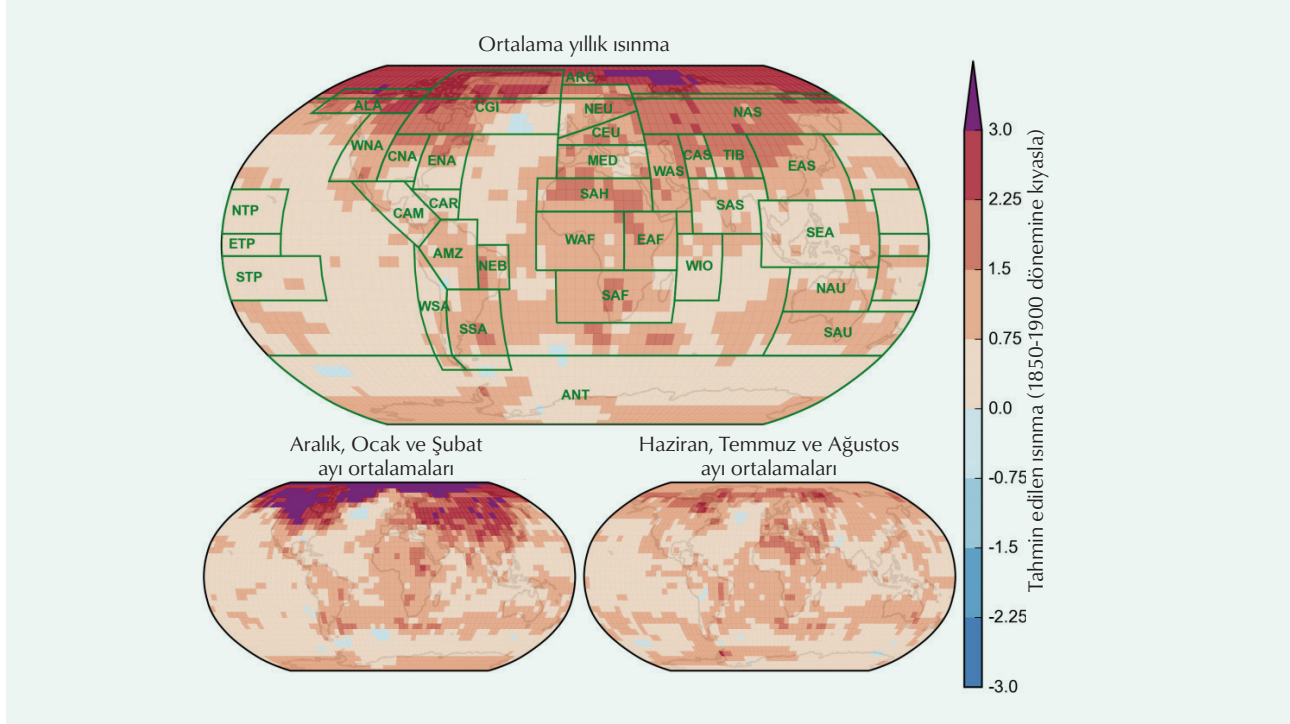 Ortalama yıllık ısınma
ARC
ALA
CGI
NEU
NAS
CEU
WNA
CNA
ENA
MED
WAS
CAS
TIB
EAS
SAH
SAS
CAR
CAM
NTP
SEA
ETP
WAF
EAF
AMZ
NEB
WIO
STP
NAU
SAF
WSA
SSA
SAU
ANT
Aralık, Ocak ve Şubat
ayı ortalamaları
Haziran, Temmuz ve Ağustos
ayı ortalamaları
3.0
2.25
1.5
0.75
0.0
-0.75
-1.5
-2.25
-3.0
Tahmin edilen ısınma (1850-1900 dönemine kıyasla)